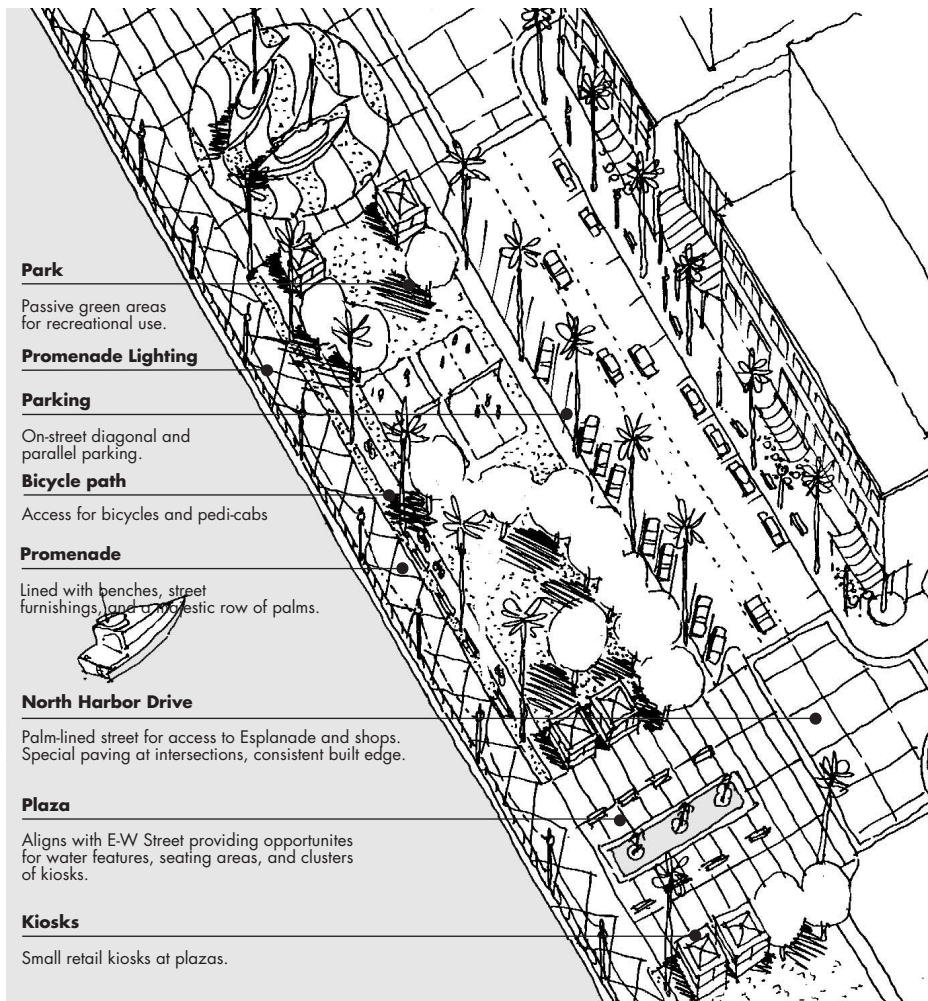 Park
Passive green areas
for recreational use.
Promenade Lighting
Parking
On-street diagonal and
parallel parking.
Bicycle path
Access for bicycles and pedi-cabs
Promenade
Lined with benches, street
furnishings, and a majestic row of palms.
North Harbor Drive
Palm-lined street for access to Esplanade and shops.
Special paving at intersections, consistent built edge.
Plaza
Aligns with E-W Street providing opportunites
for water features, seating areas, and clusters
of kiosks.
Kiosks
Small retail kiosks at plazas.